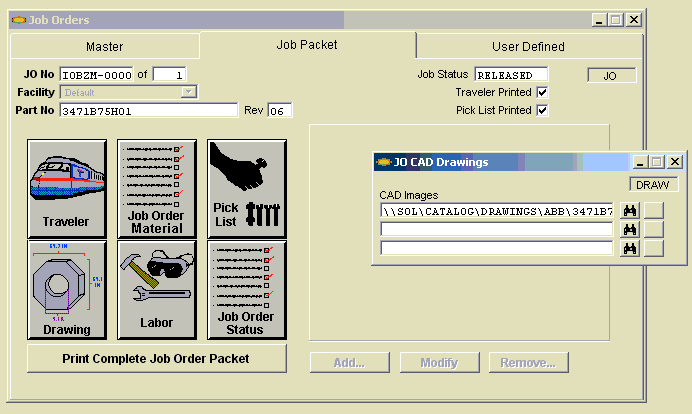 Job Orders
Master
Job Packet
User Defined
JO No IOBZM-0000 of 1
Job Status RELEASED
JO
Facility Default
Traveler Printed
Part No 3471B75H01 Rev 06
Pick List Printed
Traveler
Job Order
Material
Pick
List
Drawing
Labor
Job Order
Status
Print Complete Job Order Packet
JO CAD Drawings
DRAW
CAD Images
\\SOL\CATALOG\DRAWINGS\ABB\3471B7
Add...
Modify
Remove...